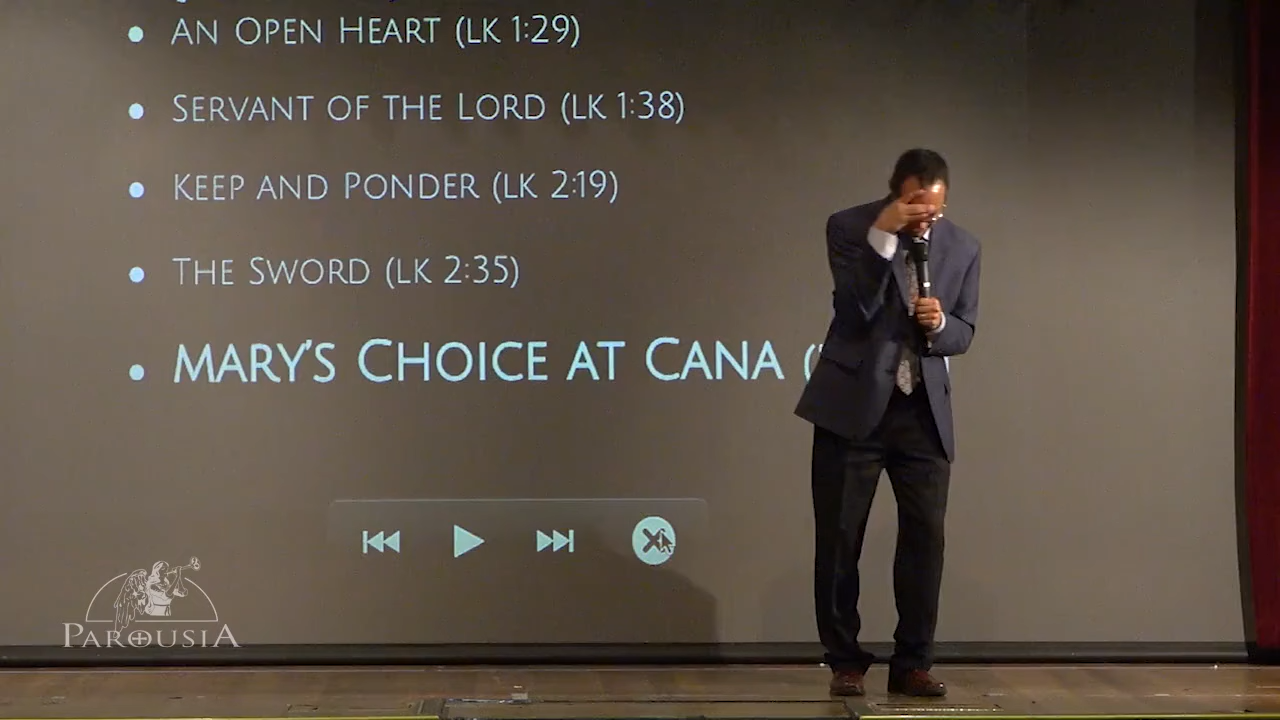 AN OPEN HEART (LK 1:29)
SERVANT OF THE LORD (LK 1:38)
KEEP AND PONDER (LK 2:19)
THE SWORD (LK 2:35)
MARY'S CHOICE AT CANA (
PAROUSIA